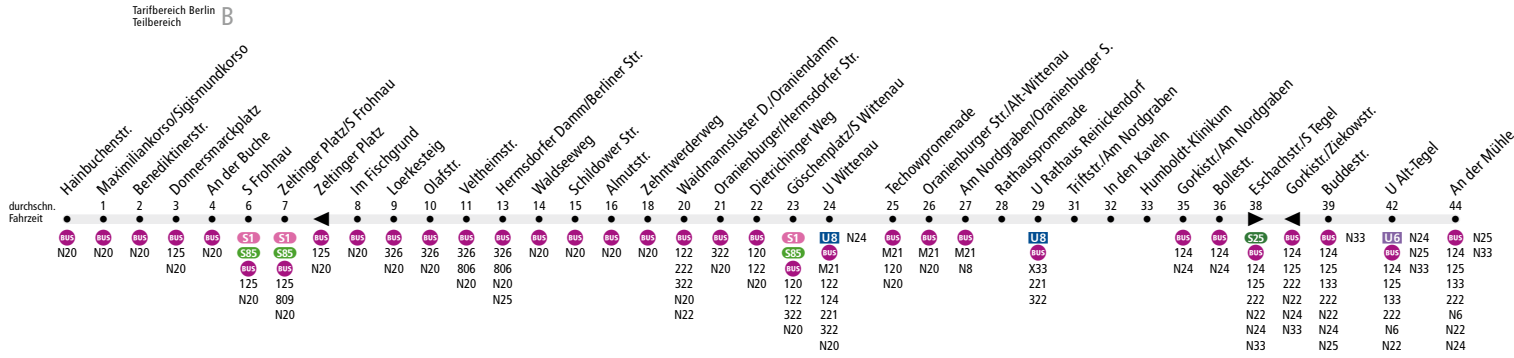 Tarifbereich Berlin
Teilbereich B
Hainbuchenstr.
Maximiliankorso/Sigismundkorso
Benediktinerstr.
Donnersmarckplatz
An der Buche
S Frohnau
Zeltinger Platz/S Frohnau
Zeltinger Platz
Im Fischgrund
Loerkesteig
Olafstr.
Veltheimstr.
Hermsdorfer Damm/Berliner Str.
Waldseeweg
Schildower Str.
Almutstr.
Zehntwerderweg
Waidmannsluster D./Oraniendamm
Oranienburger/Hermsdorfer Str.
Dietrichinger Weg
Göschenplatz/S Wittenau
U Wittenau
Techowpromenade
Oranienburger Str./Alt-Wittenau
Am Nordgraben/Oranienburger S.
Rathauspromenade
U Rathaus Reinickendorf
Triftstr./Am Nordgraben
In den Kaveln
Humboldt-Klinikum
Gorkistr./Am Nordgraben
Bollestr.
Eschachstr./S Tegel
Gorkistr./Ziekowstr.
Buddestr.
U Alt-Tegel
An der Mühle
durchschn. 1 2 3 4 6 7 8 9 10 11 13 14 15 16 18 20 21 22 23 24 25 26 27 28 29 31 32 33 35 36 38 39 42 44
Fahrzeit
BUS BUS BUS BUS BUS S1 S1 BUS BUS BUS BUS BUS BUS BUS BUS BUS BUS BUS BUS BUS S1 U8 N24 BUS BUS BUS U8 BUS BUS S25 BUS BUS N33 U6 N24 BUS N25
N20 N20 N20 125 N20 S85 S85 125 N20 326 326 326 326 N20 N20 N20 N20 122 322 120 S85 BUS M21 M21 M21 BUS 124 124 BUS 124 124 BUS N25 124 N33
N20 BUS BUS N20 N20 N20 806 806 222 N20 122 BUS M21 120 N20 N8 X33 N24 N24 124 125 125 124 N33 125
125 125 N20 N20 322 N20 120 122 N20 221 125 222 133 125 133
N20 809 N25 N20 122 124 322 222 N22 222 133 222
N20 N22 322 221 N22 N24 N22 222 N6
N20 322 N24 N33 N24 N6 N22
N20 N33 N25 N22 N24